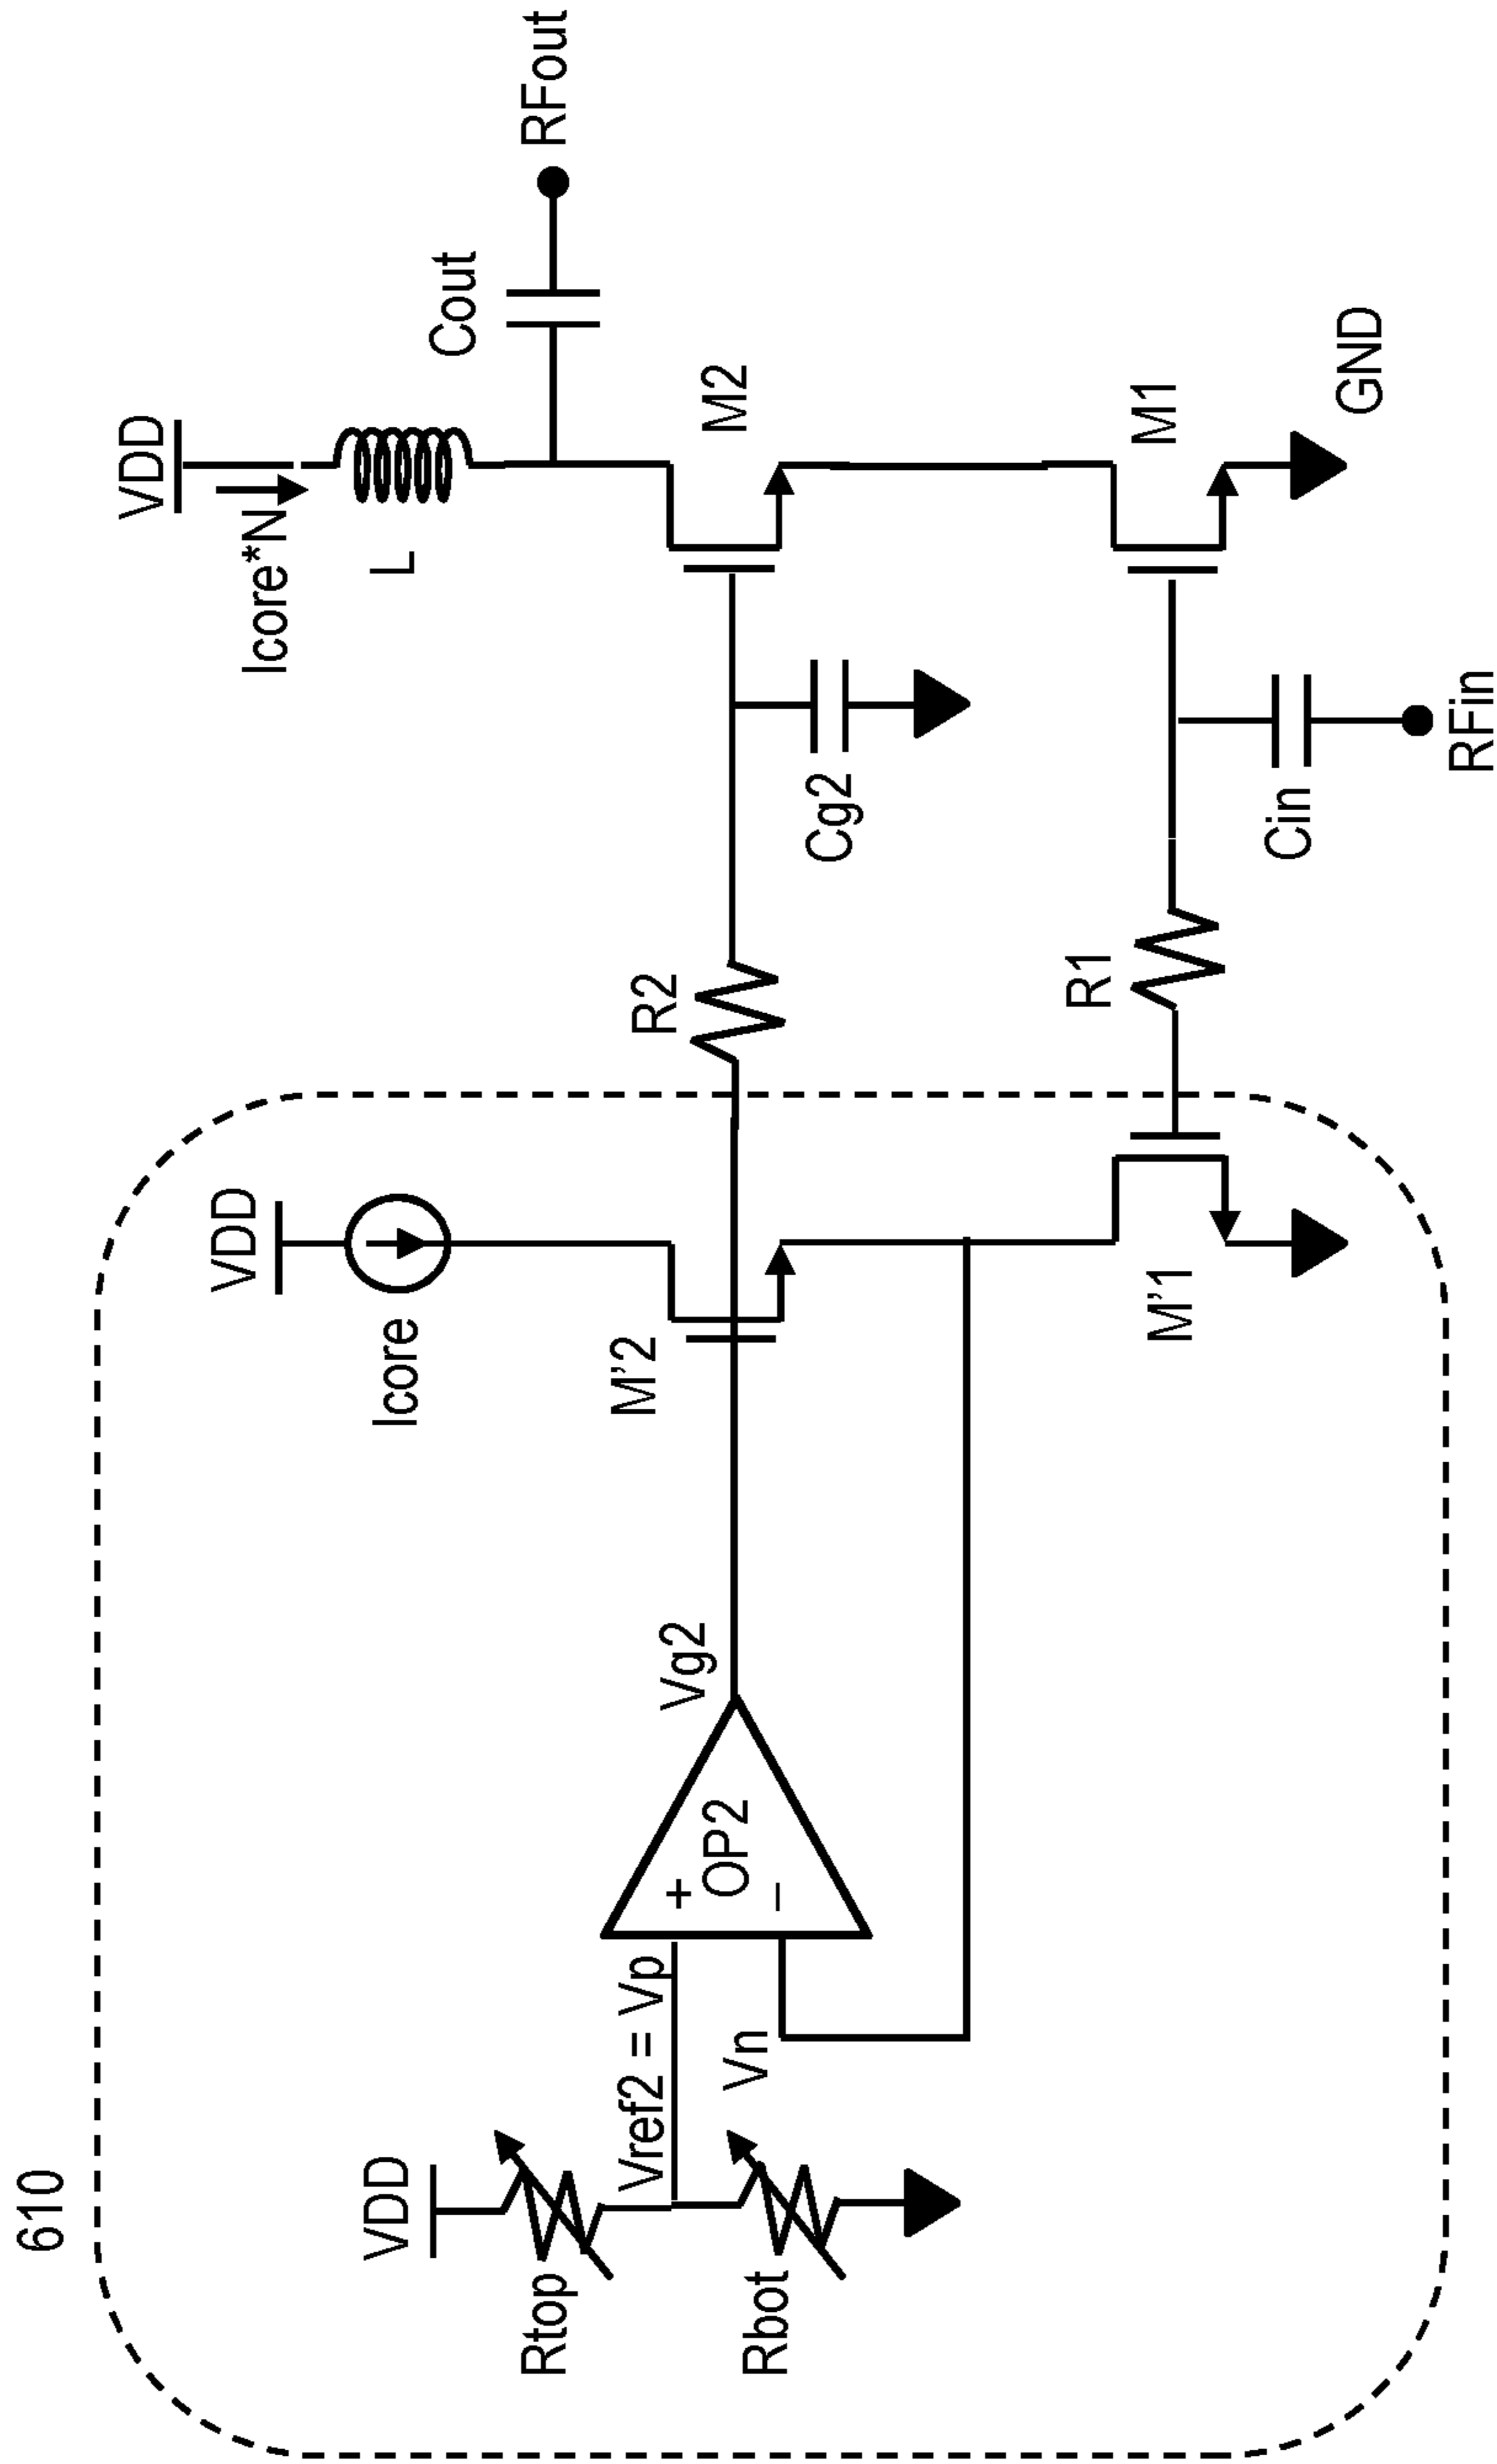 610
VDD
Rtop
Rbot
Vref2 = Vp
Vn
+
OP2
–
Vg2
VDD
Icore
M'2
M'1
R2
R1
Cg2
Cin
RFin
VDD
Icore*N
L
Cout
RFout
M2
M1
GND